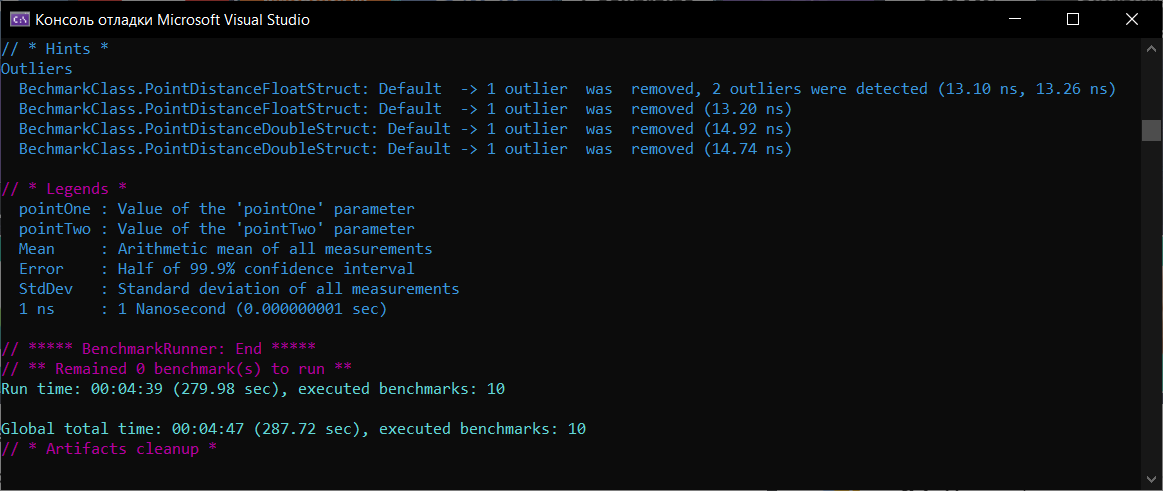 Консоль отладки Microsoft Visual Studio
// * Hints *
Outliers
  BechmarkClass.PointDistanceFloatStruct: Default  -> 1 outlier  was  removed, 2 outliers were detected (13.10 ns, 13.26 ns)
  BechmarkClass.PointDistanceFloatStruct: Default  -> 1 outlier  was  removed (13.20 ns)
  BechmarkClass.PointDistanceDoubleStruct: Default -> 1 outlier  was  removed (14.92 ns)
  BechmarkClass.PointDistanceDoubleStruct: Default -> 1 outlier  was  removed (14.74 ns)
// * Legends *
  pointOne : Value of the 'pointOne' parameter
  pointTwo : Value of the 'pointTwo' parameter
  Mean     : Arithmetic mean of all measurements
  Error    : Half of 99.9% confidence interval
  StdDev   : Standard deviation of all measurements
  1 ns     : 1 Nanosecond (0.000000001 sec)
// ***** BenchmarkRunner: End *****
// ** Remained 0 benchmark(s) to run **
Run time: 00:04:39 (279.98 sec), executed benchmarks: 10
Global total time: 00:04:47 (287.72 sec), executed benchmarks: 10
// * Artifacts cleanup *